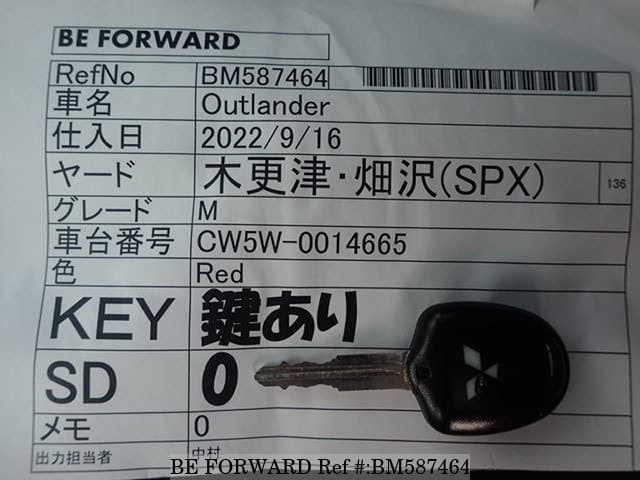 BE FORWARD
RefNo BM587464
車名 Outlander
仕入日 2022/9/16
ヤード 木更津・畑沢(SPX) 136
グレード M
車台番号 CW5W-0014665
色 Red
KEY 鍵あり
SD 0
メモ 0
出力担当者 中村
BE FORWARD Ref #:BM587464